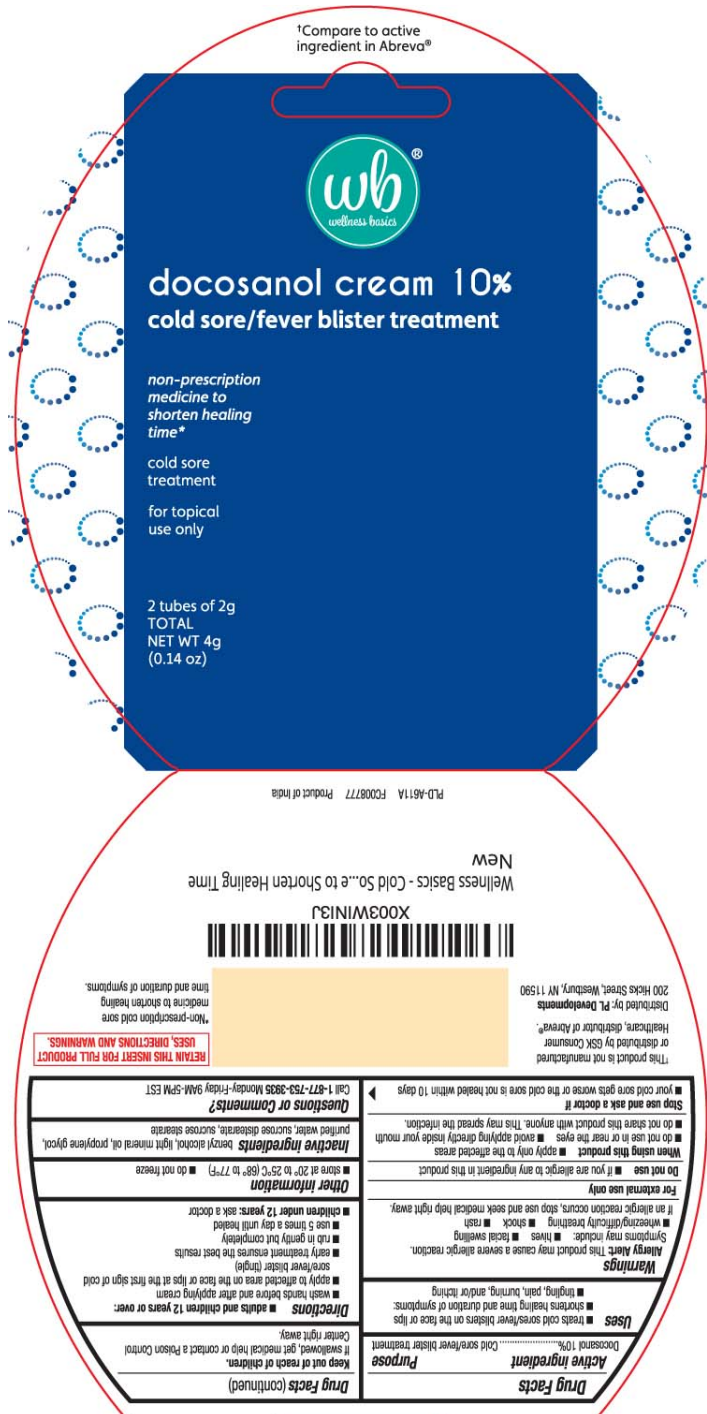 †Compare to active
ingredient in Abreva®
wb®
wellness basics
docosanol cream 10%
cold sore/fever blister treatment
non-prescription
medicine to
shorten healing
time*
cold sore
treatment
for topical
use only
2 tubes of 2g
TOTAL
NET WT 4g
(0.14 oz)
Drug Facts
Active ingredient Purpose
Docosanol 10%......................Cold sore/fever blister treatment
Uses
■ treats cold sores/fever blisters on the face or lips
■ shortens healing time and duration of symptoms:
■ tingling, pain, burning, and/or itching
Warnings
Allergy Alert: This product may cause a severe allergic reaction.
Symptoms may include: ■ hives ■ facial swelling
■ wheezing/difficulty breathing ■ shock ■ rash
If an allergic reaction occurs, stop use and seek medical help right away.
For external use only
Do not use ■ if you are allergic to any ingredient in this product
When using this product ■ apply only to the affected areas
■ do not use in or near the eyes ■ avoid applying directly inside your mouth
■ do not share this product with anyone. This may spread the infection.
Stop use and ask a doctor if
■ your cold sore gets worse or the cold sore is not healed within 10 days
Drug Facts (continued)
Keep out of reach of children.
If swallowed, get medical help or contact a Poison Control
Center right away.
Directions ■ adults and children 12 years or over:
■ wash hands before and after applying cream
■ apply to affected area on the face or lips at the first sign of cold
sore/fever blister (tingle)
■ early treatment ensures the best results
■ rub in gently but completely
■ use 5 times a day until healed
■ children under 12 years: ask a doctor
Other information
■ store at 20° to 25°C (68° to 77°F) ■ do not freeze
Inactive ingredients benzyl alcohol, light mineral oil, propylene glycol,
purified water, sucrose distearate, sucrose stearate
Questions or Comments?
Call 1-877-753-3935 Monday-Friday 9AM-5PM EST
†This product is not manufactured
or distributed by GSK Consumer
Healthcare, distributor of Abreva®.
Distributed by: PL Developments
200 Hicks Street, Westbury, NY 11590
RETAIN THIS INSERT FOR FULL PRODUCT
USES, DIRECTIONS AND WARNINGS.
*Non-prescription cold sore
medicine to shorten healing
time and duration of symptoms.
X003WINI3J
Wellness Basics - Cold So...e to Shorten Healing Time
New
PLD-A611A FC008777 Product of India